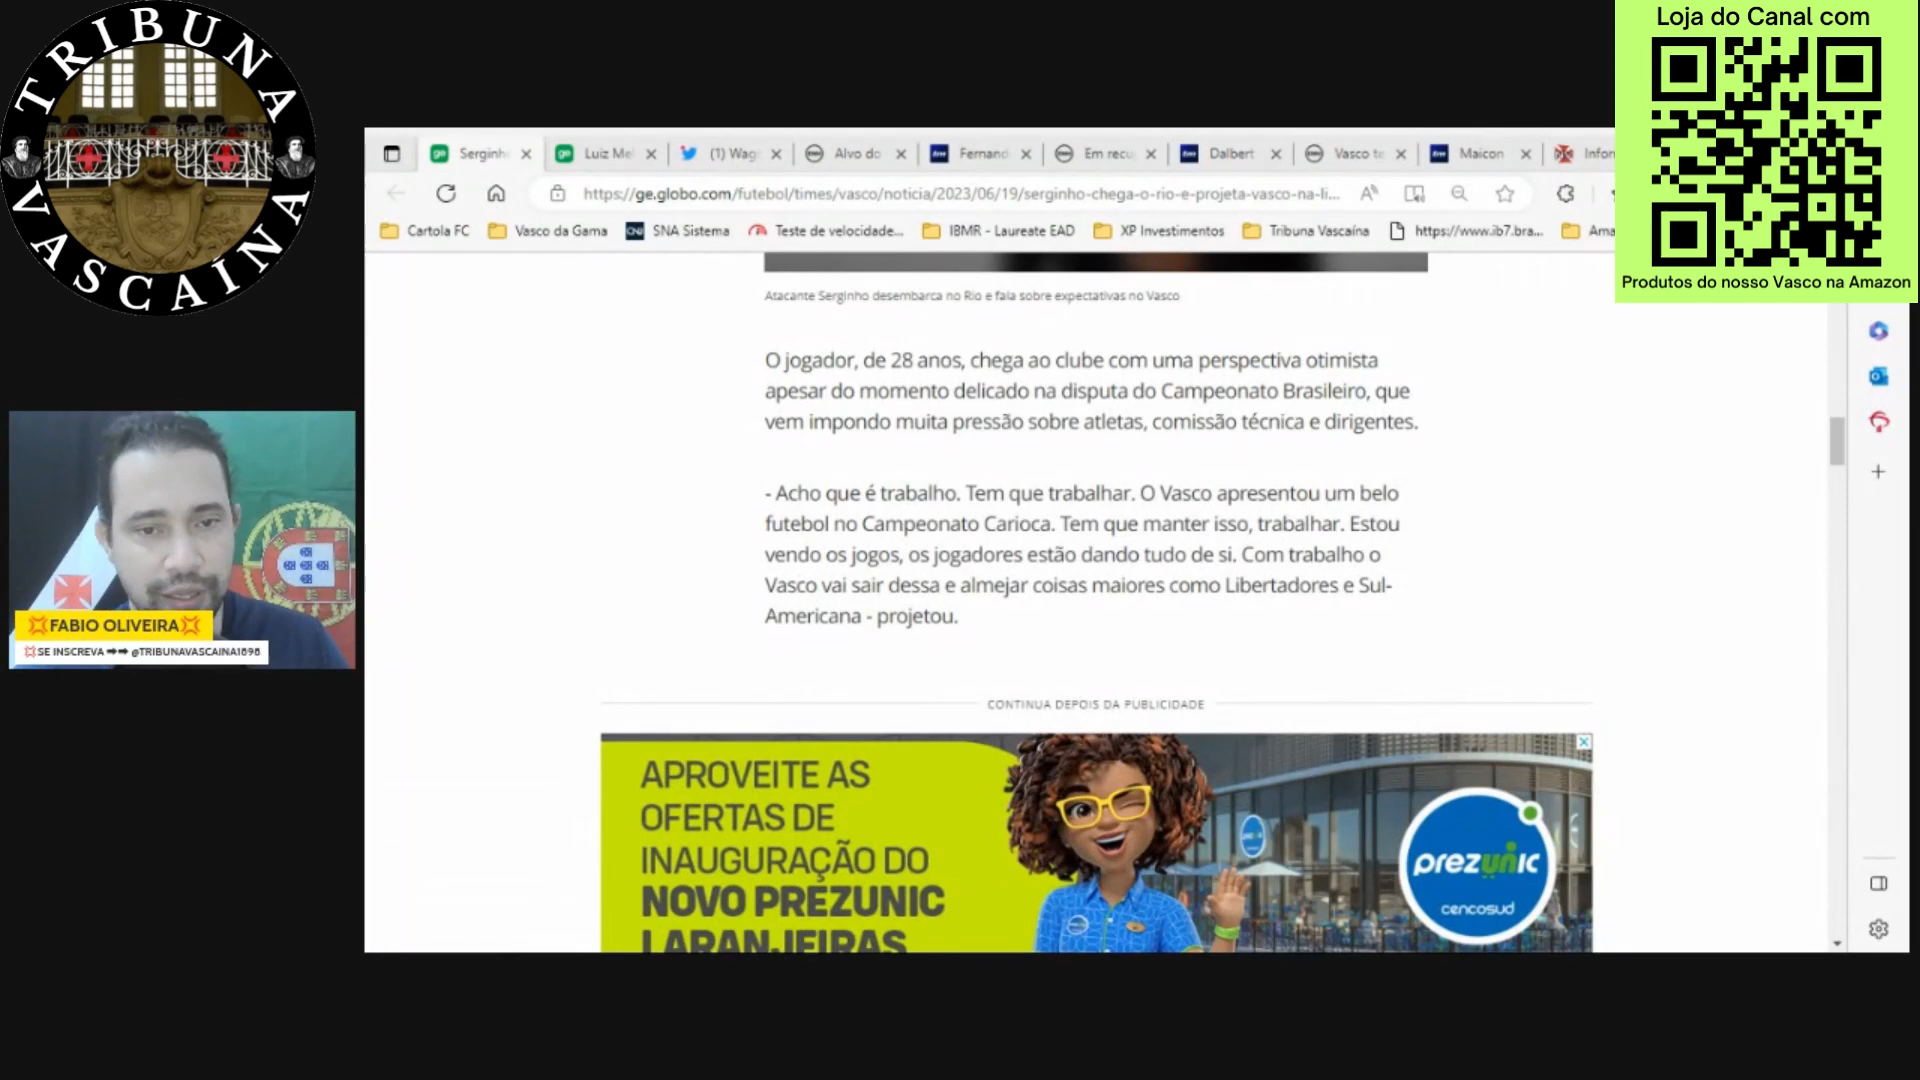 TRIBUNA VASCAÍNA
Loja do Canal com
Produtos do nosso Vasco na Amazon
Serginh
Luiz Mel
(1) Wag
Alvo do
Fernand
Em recu
Dalbert
Vasco te
Maicon
Infor
https://ge.globo.com/futebol/times/vasco/noticia/2023/06/19/serginho-chega-o-rio-e-projeta-vasco-na-li...
Cartola FC
Vasco da Gama
SNA Sistema
Teste de velocidade...
IBMR - Laureate EAD
XP Investimentos
Tribuna Vascaína
https://www.ib7.bra...
Ama
Atacante Serginho desembarca no Rio e fala sobre expectativas no Vasco
O jogador, de 28 anos, chega ao clube com uma perspectiva otimista
apesar do momento delicado na disputa do Campeonato Brasileiro, que
vem impondo muita pressão sobre atletas, comissão técnica e dirigentes.
- Acho que é trabalho. Tem que trabalhar. O Vasco apresentou um belo
futebol no Campeonato Carioca. Tem que manter isso, trabalhar. Estou
vendo os jogos, os jogadores estão dando tudo de si. Com trabalho o
Vasco vai sair dessa e almejar coisas maiores como Libertadores e Sul-
Americana - projetou.
FABIO OLIVEIRA
SE INSCREVA ➡➡ @TRIBUNAVASCAINA1898
CONTINUA DEPOIS DA PUBLICIDADE
APROVEITE AS
OFERTAS DE
INAUGURAÇÃO DO
NOVO PREZUNIC
LARANJEIRAS
prezunic
cencosud